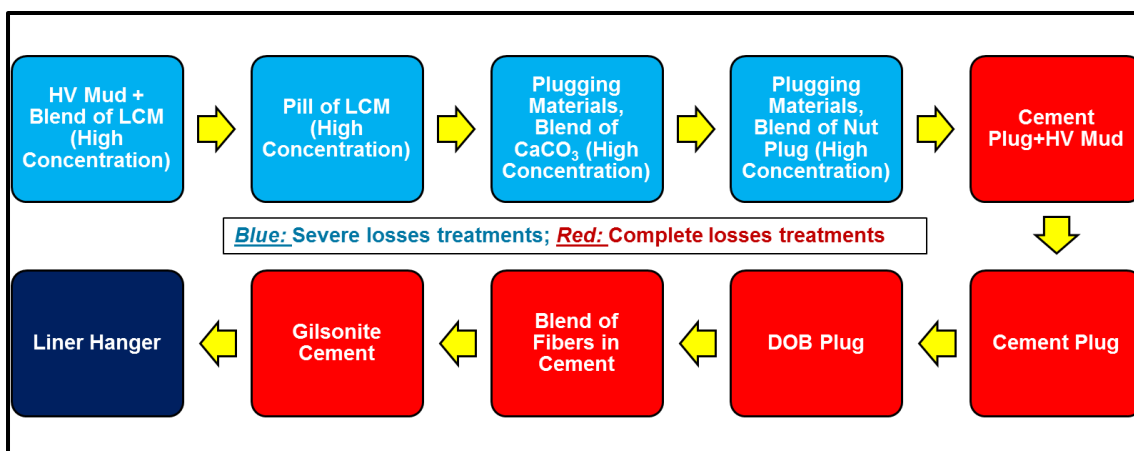 HV Mud +
Blend of LCM
(High
Concentration)
Pill of LCM
(High
Concentration)
Plugging
Materials,
Blend of
CaCO₃ (High
Concentration)
Plugging
Materials,
Blend of Nut
Plug (High
Concentration)
Cement
Plug+HV Mud
Blue: Severe losses treatments; Red: Complete losses treatments
Liner Hanger
Gilsonite
Cement
Blend of
Fibers in
Cement
DOB Plug
Cement Plug